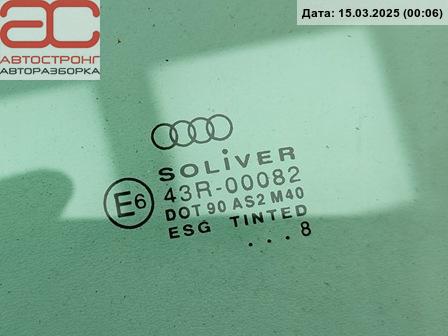 Дата: 15.03.2025 (00:06)
АС
АВТОСТРОНГ
АВТОРАЗБОРКА
SOLIVER
E6 43R-00082
DOT 90 AS2 M40
ESG TINTED
...8